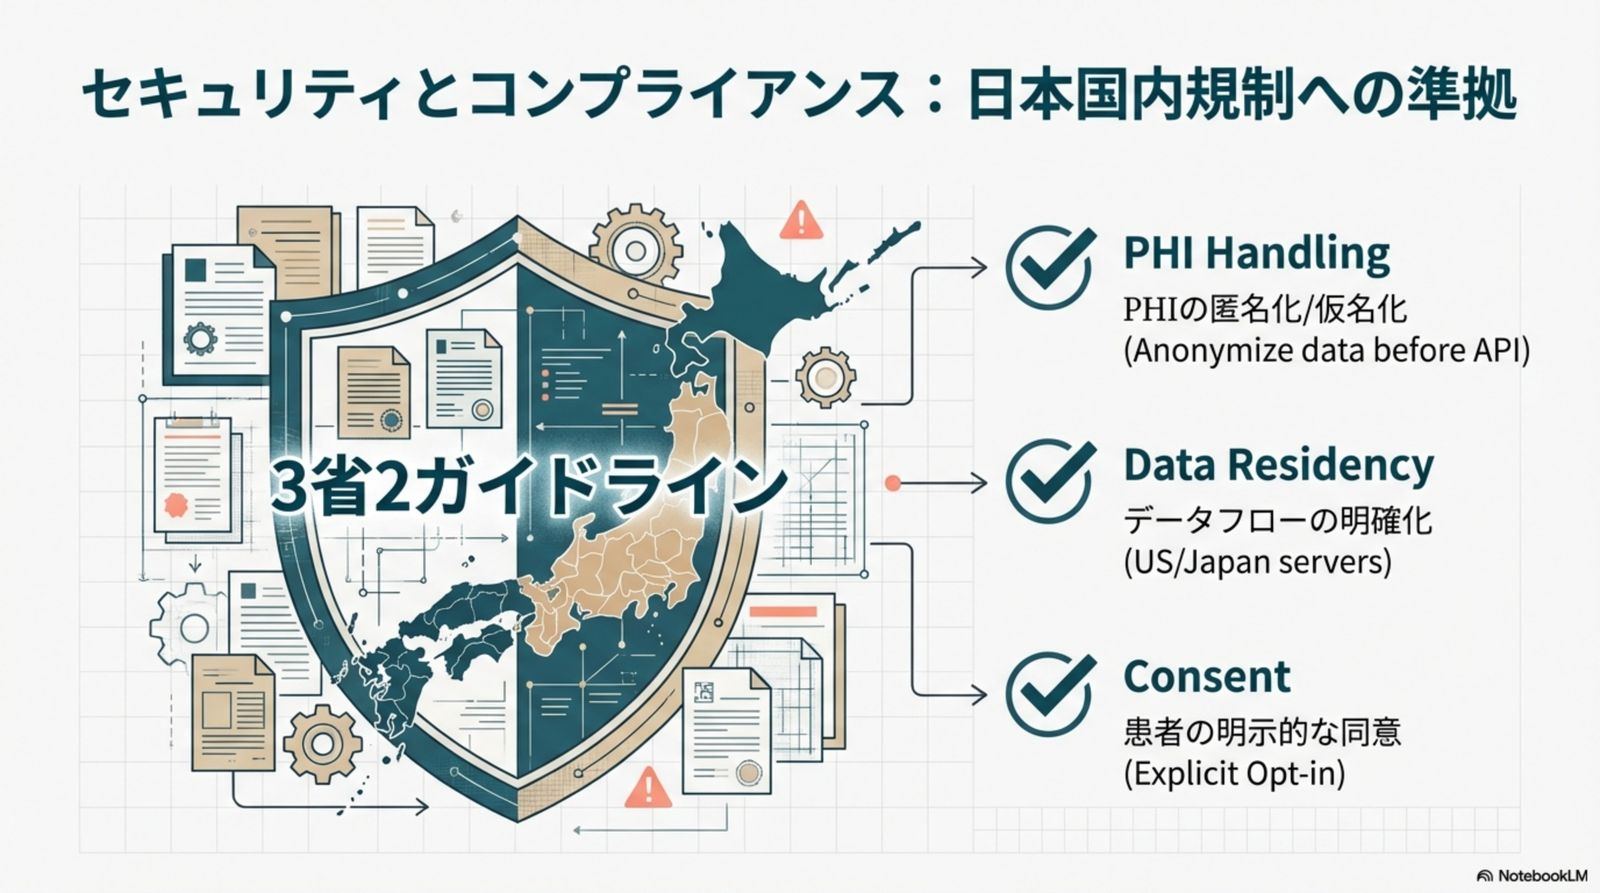 セキュリティとコンプライアンス：日本国内規制への準拠
3省2ガイドライン
PHI Handling
PHIの匿名化/仮名化
(Anonymize data before API)
Data Residency
データフローの明確化
(US/Japan servers)
Consent
患者の明示的な同意
(Explicit Opt-in)
NotebookLM